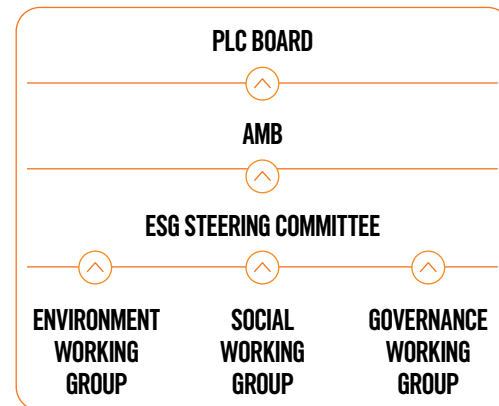 PLC BOARD
AMB
ESG STEERING COMMITTEE
ENVIRONMENT
WORKING
GROUP
SOCIAL
WORKING
GROUP
GOVERNANCE
WORKING
GROUP